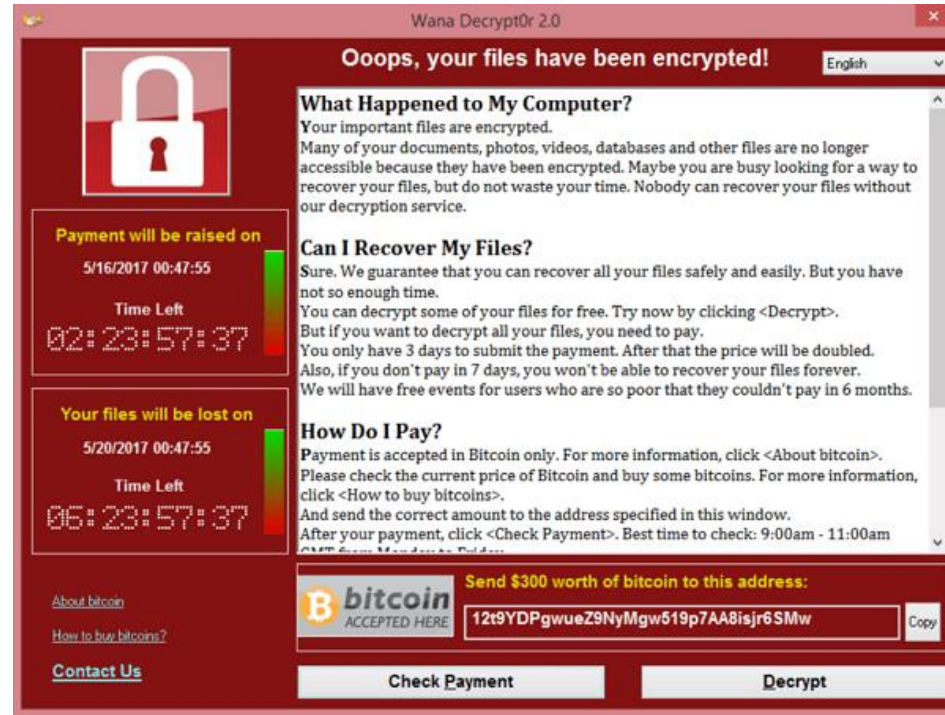 Wana Decrypt0r 2.0
Ooops, your files have been encrypted!
English
Payment will be raised on
5/16/2017 00:47:55
Time Left
02:23:57:37
Your files will be lost on
5/20/2017 00:47:55
Time Left
06:23:57:37
About bitcoin
How to buy bitcoins?
Contact Us
What Happened to My Computer?
Your important files are encrypted.
Many of your documents, photos, videos, databases and other files are no longer
accessible because they have been encrypted. Maybe you are busy looking for a way to
recover your files, but do not waste your time. Nobody can recover your files without
our decryption service.
Can I Recover My Files?
Sure. We guarantee that you can recover all your files safely and easily. But you have
not so enough time.
You can decrypt some of your files for free. Try now by clicking <Decrypt>.
But if you want to decrypt all your files, you need to pay.
You only have 3 days to submit the payment. After that the price will be doubled.
Also, if you don't pay in 7 days, you won't be able to recover your files forever.
We will have free events for users who are so poor that they couldn't pay in 6 months.
How Do I Pay?
Payment is accepted in Bitcoin only. For more information, click <About bitcoin>.
Please check the current price of Bitcoin and buy some bitcoins. For more information,
click <How to buy bitcoins>.
And send the correct amount to the address specified in this window.
After your payment, click <Check Payment>. Best time to check: 9:00am - 11:00am
GMT from Monday to Friday
bitcoin
ACCEPTED HERE
Send $300 worth of bitcoin to this address:
12t9YDPgwueZ9NyMgw519p7AA8isjr6SMw
Copy
Check Payment
Decrypt